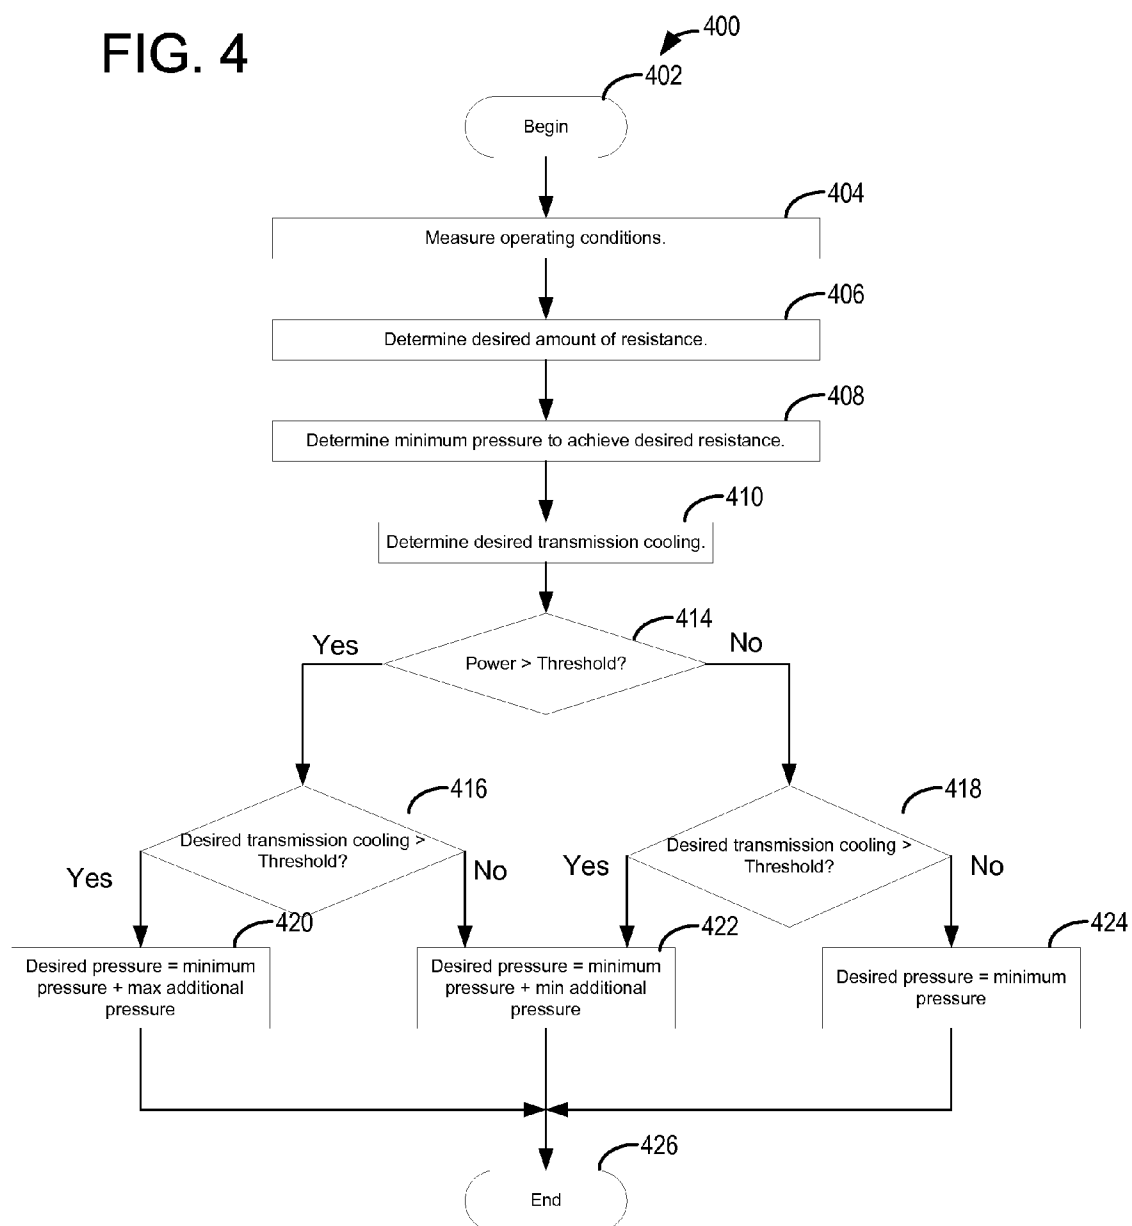 FIG. 4
400
402
Begin
404
Measure operating conditions.
406
Determine desired amount of resistance.
408
Determine minimum pressure to achieve desired resistance.
410
Determine desired transmission cooling.
414
Yes
No
Power > Threshold?
416
418
Desired transmission cooling >
Threshold?
Desired transmission cooling >
Threshold?
Yes
No
Yes
No
420
422
424
Desired pressure = minimum
pressure + max additional
pressure
Desired pressure = minimum
pressure + min additional
pressure
Desired pressure = minimum
pressure
426
End